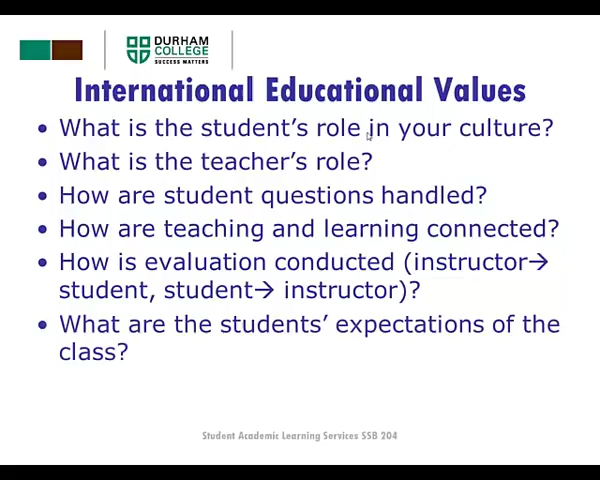 DURHAM
COLLEGE
SUCCESS MATTERS
International Educational Values
• What is the student's role in your culture?
• What is the teacher's role?
• How are student questions handled?
• How are teaching and learning connected?
• How is evaluation conducted (instructor→
student, student→ instructor)?
• What are the students' expectations of the
class?
Student Academic Learning Services SSB 204